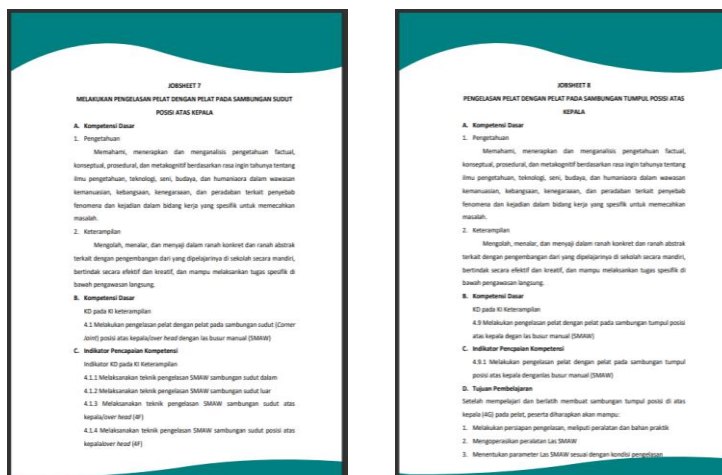 JOBSHEET 7
MELAKUKAN PENGELASAN PELAT DENGAN PELAT PADA SAMBUNGAN SUDUT
POSISI ATAS KEPALA
A. Kompetensi Dasar
1. Pengetahuan
Memahami, menerapkan dan menganalisis pengetahuan factual,
konseptual, prosedural, dan metakognitif berdasarkan rasa ingin tahunya tentang
ilmu pengetahuan, teknologi, seni, budaya, dan humaniora dalam wawasan
kemanusiaan, kebangsaan, kenegaraan, dan peradaban terkait penyebab
fenomena dan kejadian dalam bidang kerja yang spesifik untuk memecahkan
masalah.
2. Keterampilan
Mengolah, menalar, dan menyaji dalam ranah konkret dan ranah abstrak
terkait dengan pengembangan dari yang dipelajarinya di sekolah secara mandiri,
bertindak secara efektif dan kreatif, dan mampu melaksankan tugas spesifik di
bawah pengawasan langsung.
B. Kompetensi Dasar
KD pada KI keterampilan
4.1 Melakukan pengelasan pelat dengan pelat pada sambungan sudut (Corner
Joint) posisi atas kepala/over head dengan las busur manual (SMAW)
C. Indikator Pencapaian Kompetensi
Indikator KD pada KI Keterampilan
4.1.1 Melaksanakan teknik pengelasan SMAW sambungan sudut dalam
4.1.2 Melaksanakan teknik pengelasan SMAW sambungan sudut luar
4.1.3 Melaksanakan teknik pengelasan SMAW sambungan sudut atas
kepala/over head (4F)
4.1.4 Melaksanakan teknik pengelasan SMAW sambungan sudut posisi atas
kepalalover head (4F)
JOBSHEET 8
PENGELASAN PELAT DENGAN PELAT PADA SAMBUNGAN TUMPUL POSISI ATAS
KEPALA
A. Kompetensi Dasar
1. Pengetahuan
Memahami, menerapkan dan menganalisis pengetahuan factual,
konseptual, prosedural, dan metakognitif berdasarkan rasa ingin tahunya tentang
ilmu pengetahuan, teknologi, seni, budaya, dan humaniaora dalam wawasan
kemanusiaan, kebangsaan, kenegaraaan, dan peradaban terkait penyebab
fenomena dan kejadian dalam bidang kerja yang spesifik untuk memecahkan
masalah.
2. Keterampilan
Mengolah, menalar, dan menyaji dalam ranah konkret dan ranah abstrak
terkait dengan pengembangan dari yang dipelajarinya di sekolah secara mandiri,
bertindak secara efektif dan kreatif, dan mampu melaksankan tugas spesifik di
bawah pengawasan langsung.
B. Kompetensi Dasar
KD pada KI Keterampilan
4.9 Melakukan pengelasan pelat dengan pelat pada sambungan tumpul posisi
atas kepala degan las busur manual (SMAW)
C. Indikator Pencpaian Kompetensi
4.9.1 Melakukan pengelasan pelat dengan pelat pada sambungan tumpul
posisi atas kepala denganlas busur manual (SMAW)
D. Tujuan Pembelajaran
Setelah mempelajari dan berlatih membuat sambungan tumpul posisi di atas
kepala (4G) pada pelat, peserta diharapkan akan mampu:
1. Melakukan persiapan pengelasan, meliputi peralatan dan bahan praktik
2. Mengoperasikan peralatan Las SMAW
3. Menentukan parameter Las SMAW sesuai dengan kondisi pengelasan